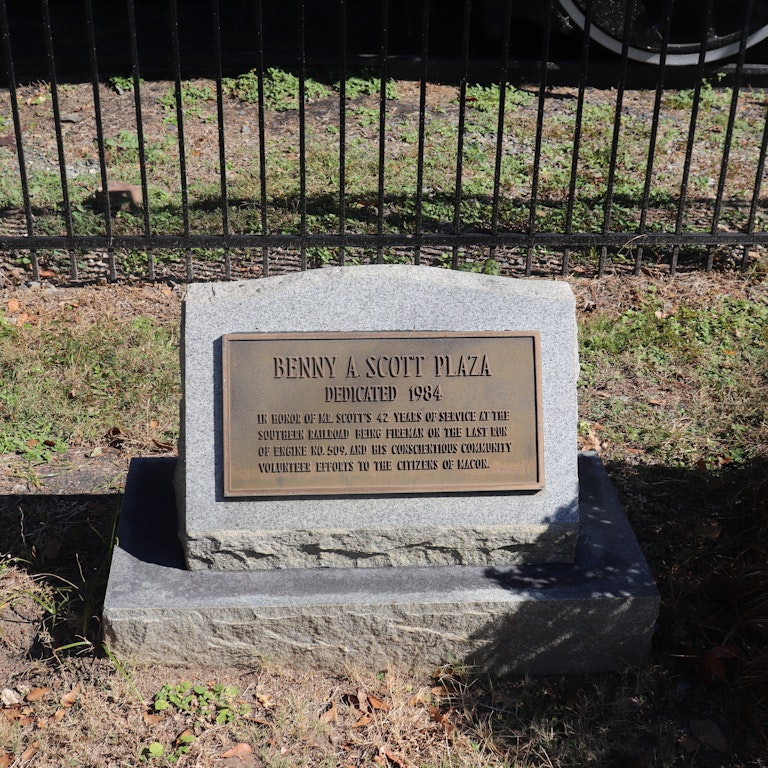 BENNY A. SCOTT PLAZA
DEDICATED 1984
IN HONOR OF MR. SCOTT'S 42 YEARS OF SERVICE AT THE
SOUTHERN RAILROAD BEING FIREMAN ON THE LAST RUN
OF ENGINE NO. 509, AND HIS CONSCIENTIOUS COMMUNITY
VOLUNTEER EFFORTS TO THE CITIZENS OF MACON.